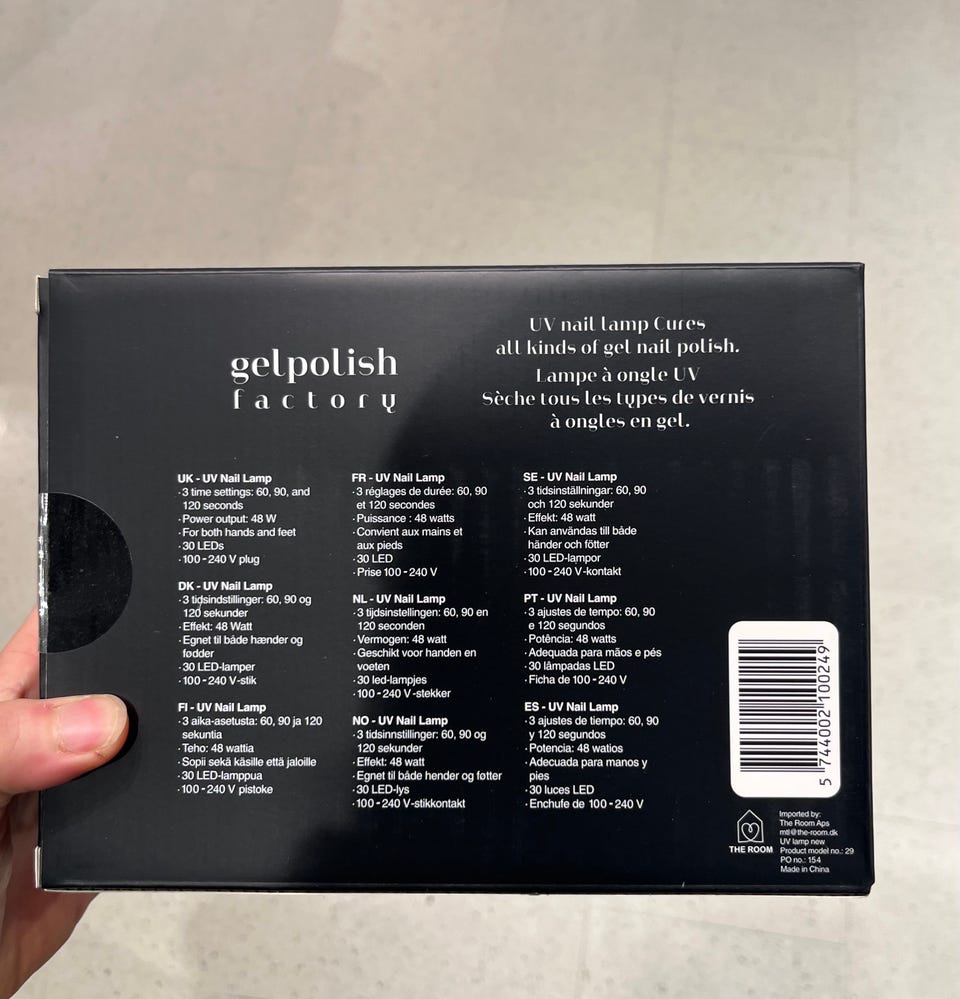 gelpolish
factory
UV nail lamp Cures
all kinds of gel nail polish.
Lampe à ongle UV
Sèche tous les types de vernis
à ongles en gel.
UK - UV Nail Lamp
· 3 time settings: 60, 90, and
120 seconds
· Power output: 48 W
· For both hands and feet
· 30 LEDs
· 100 - 240 V plug
DK - UV Nail Lamp
· 3 tidsindstillinger: 60, 90 og
120 sekunder
· Effekt: 48 Watt
· Egnet til både hænder og
fødder
· 30 LED-lamper
· 100 - 240 V-stik
FI - UV Nail Lamp
· 3 aika-asetusta: 60, 90 ja 120
sekuntia
· Teho: 48 wattia
· Sopii sekä käsille että jaloille
· 30 LED-lamppua
· 100 - 240 V pistoke
FR - UV Nail Lamp
· 3 réglages de durée: 60, 90
et 120 secondes
· Puissance : 48 watts
· Convient aux mains et
aux pieds
· 30 LED
· Prise 100 - 240 V
NL - UV Nail Lamp
· 3 tijdsinstellingen: 60, 90 en
120 seconden
· Vermogen: 48 watt
· Geschikt voor handen en
voeten
· 30 led-lampjes
· 100 - 240 V-stekker
NO - UV Nail Lamp
· 3 tidsinnstillinger: 60, 90 og
120 sekunder
· Effekt: 48 watt
· Egnet til både hender og føtter
· 30 LED-lys
· 100 - 240 V-stikkontakt
SE - UV Nail Lamp
· 3 tidsinställningar: 60, 90
och 120 sekunder
· Effekt: 48 watt
· Kan användas till både
händer och fötter
· 30 LED-lampor
· 100 - 240 V-kontakt
PT - UV Nail Lamp
· 3 ajustes de tempo: 60, 90
e 120 segundos
· Potência: 48 watts
· Adequada para mãos e pés
· 30 lâmpadas LED
· Ficha de 100 - 240 V
ES - UV Nail Lamp
· 3 ajustes de tiempo: 60, 90
y 120 segundos
· Potencia: 48 watios
· Adecuada para manos y
pies
· 30 luces LED
· Enchufe de 100 - 240 V
5 744002 100249
THE ROOM
Imported by:
The Room Aps
mtl@the-room.dk
UV lamp new
Product model no.: 29
PO no.: 154
Made in China